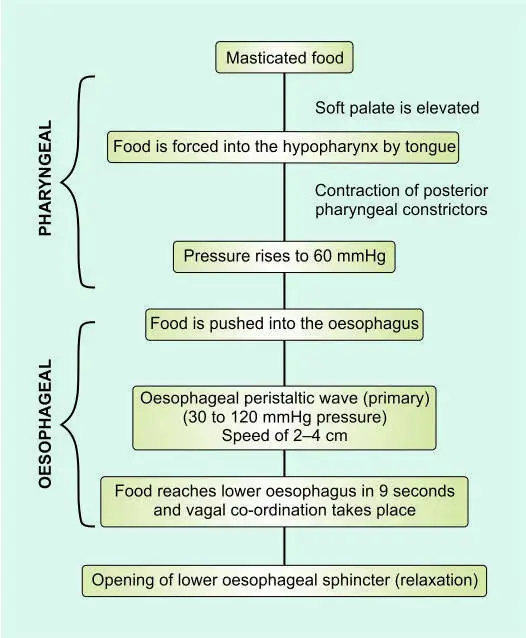 Masticated food
PHARYNGEAL
Soft palate is elevated
Food is forced into the hypopharynx by tongue
Contraction of posterior
pharyngeal constrictors
Pressure rises to 60 mmHg
Food is pushed into the oesophagus
OESOPHAGEAL
Oesophageal peristaltic wave (primary)
(30 to 120 mmHg pressure)
Speed of 2–4 cm
Food reaches lower oesophagus in 9 seconds
and vagal co-ordination takes place
Opening of lower oesophageal sphincter (relaxation)